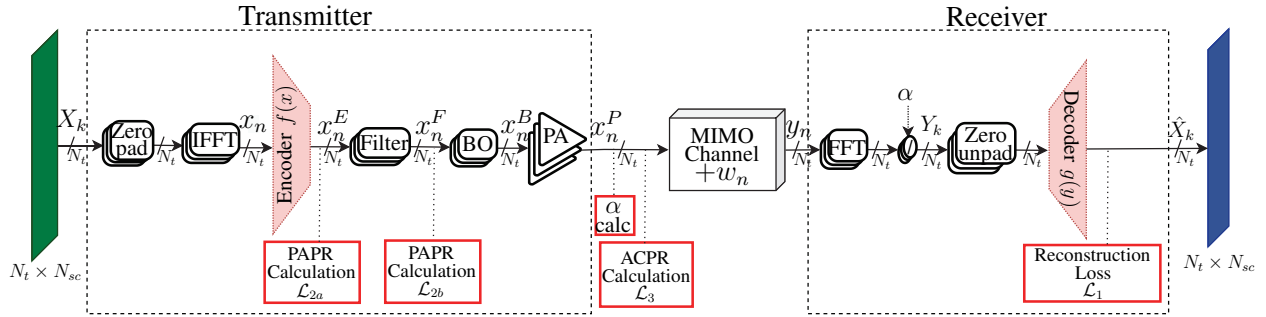 Transmitter
Receiver
X_k
N_t
Zero
pad
N_t
IFFT
x_n
N_t
Encoder f(x)
x_n^E
N_t
Filter
x_n^F
N_t
BO
x_n^B
N_t
PA
x_n^P
N_t
MIMO
Channel
+w_n
y_n
N_t
FFT
N_t
α
/
Y_k
N_t
Zero
unpad
N_t
Decoder g(y)
X̂_k
N_t
N_t × N_sc
PAPR
Calculation
ℒ_2a
PAPR
Calculation
ℒ_2b
α
calc
ACPR
Calculation
ℒ_3
Reconstruction
Loss
ℒ_1
N_t × N_sc